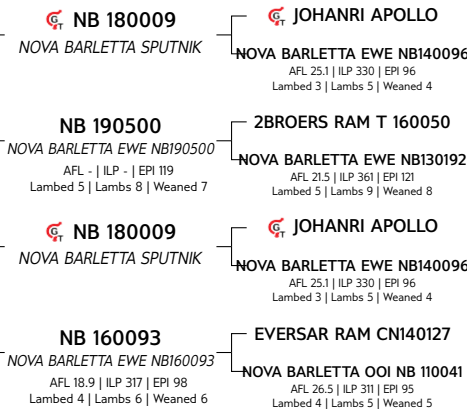 GT NB 180009
NOVA BARLETTA SPUTNIK
GT JOHANRI APOLLO
NOVA BARLETTA EWE NB140096
AFL 25.1 | ILP 330 | EPI 96
Lambed 3 | Lambs 5 | Weaned 4
NB 190500
NOVA BARLETTA EWE NB190500
AFL - | ILP - | EPI 119
Lambed 5 | Lambs 8 | Weaned 7
2BROERS RAM T 160050
NOVA BARLETTA EWE NB130192
AFL 21.5 | ILP 361 | EPI 121
Lambed 5 | Lambs 9 | Weaned 8
GT NB 180009
NOVA BARLETTA SPUTNIK
GT JOHANRI APOLLO
NOVA BARLETTA EWE NB140096
AFL 25.1 | ILP 330 | EPI 96
Lambed 3 | Lambs 5 | Weaned 4
NB 160093
NOVA BARLETTA EWE NB160093
AFL 18.9 | ILP 317 | EPI 98
Lambed 4 | Lambs 6 | Weaned 6
EVERSAR RAM CN140127
NOVA BARLETTA OOI NB 110041
AFL 26.5 | ILP 311 | EPI 95
Lambed 4 | Lambs 5 | Weaned 5